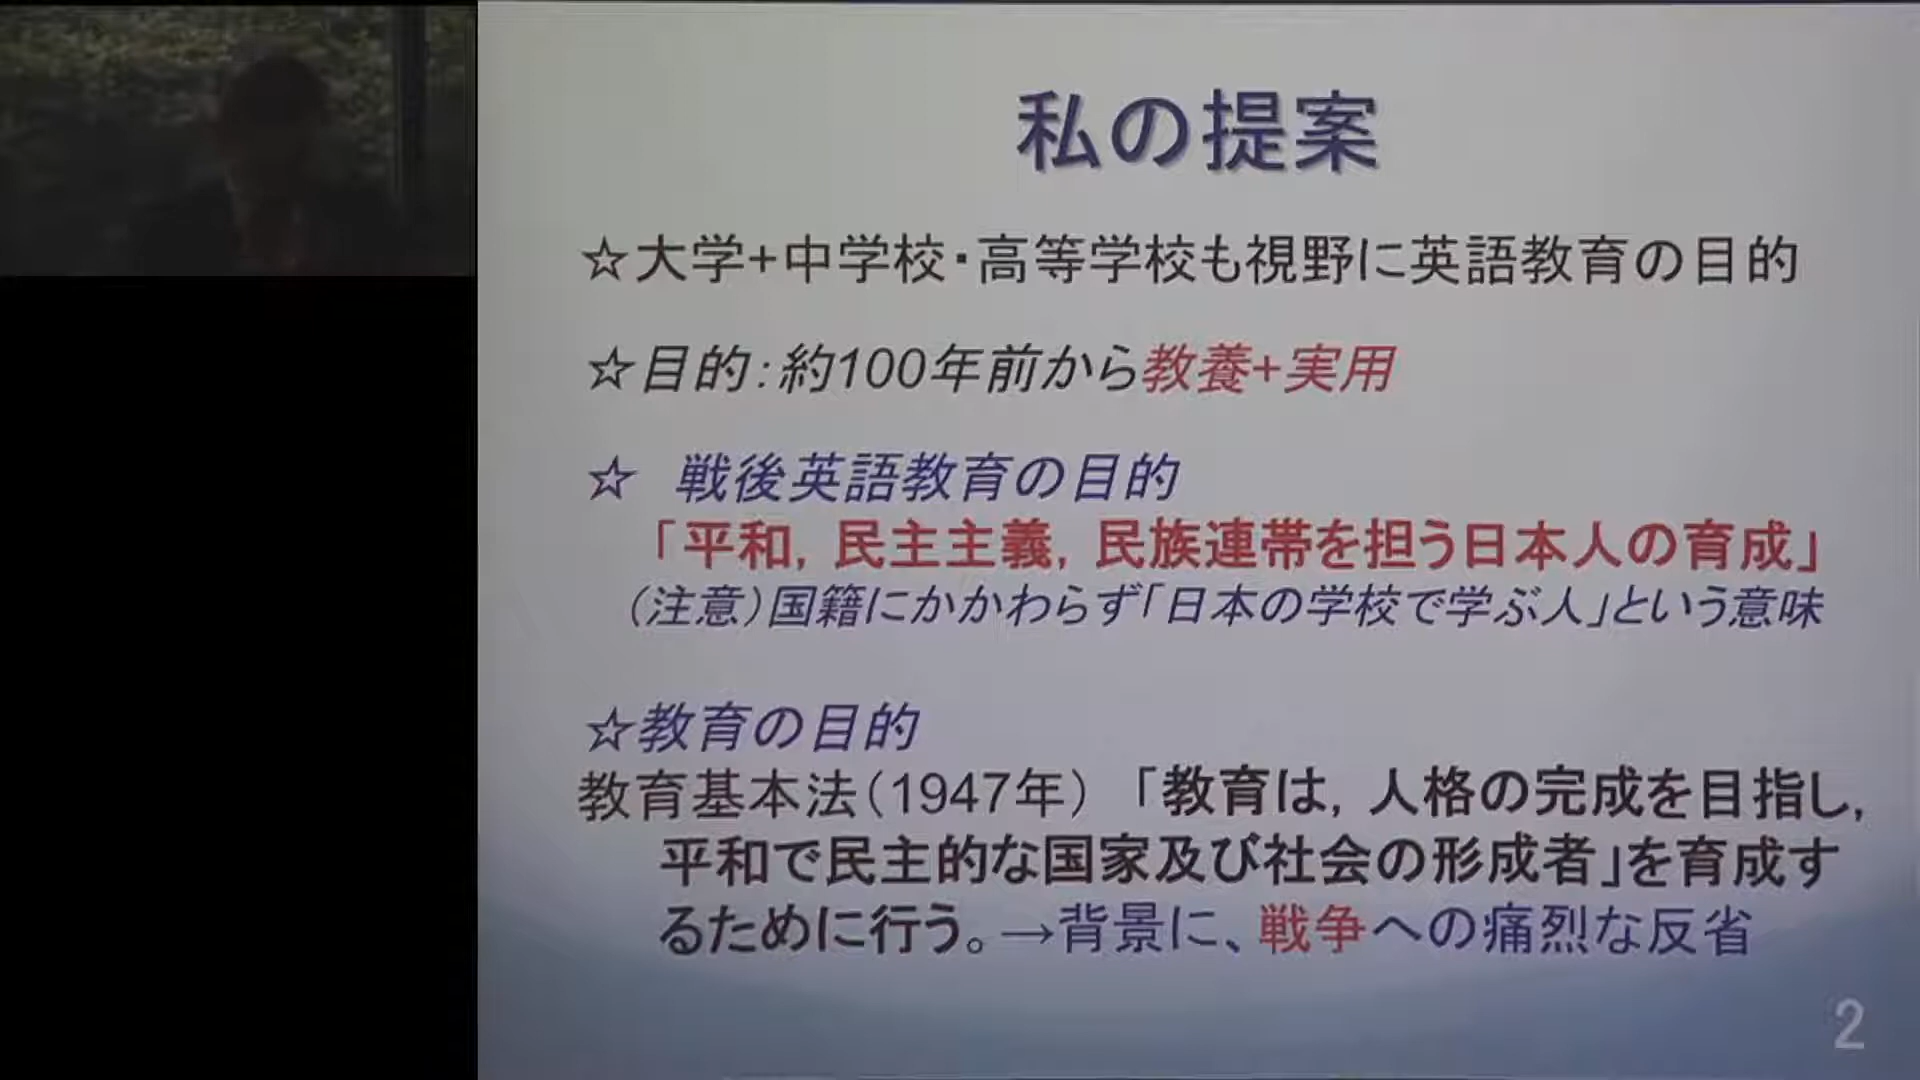 私の提案
☆大学+中学校・高等学校も視野に英語教育の目的
☆目的：約100年前から教養+実用
☆ 戦後英語教育の目的
「平和，民主主義，民族連帯を担う日本人の育成」
（注意）国籍にかかわらず「日本の学校で学ぶ人」という意味
☆教育の目的
教育基本法（1947年）「教育は，人格の完成を目指し，
平和で民主的な国家及び社会の形成者」を育成す
るために行う。→背景に、戦争への痛烈な反省
2